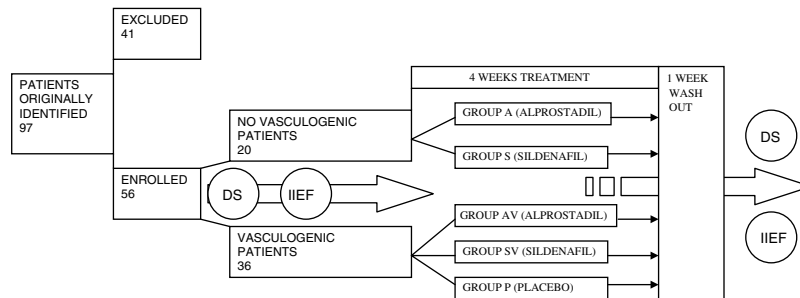 EXCLUDED
41
PATIENTS
ORIGINALLY
IDENTIFIED
97
ENROLLED
56
NO VASCULOGENIC
PATIENTS
20
DS
IIEF
VASCULOGENIC
PATIENTS
36
4 WEEKS TREATMENT
GROUP A (ALPROSTADIL)
GROUP S (SILDENAFIL)
GROUP AV (ALPROSTADIL)
GROUP SV (SILDENAFIL)
GROUP P (PLACEBO)
1 WEEK
WASH
OUT
DS
IIEF